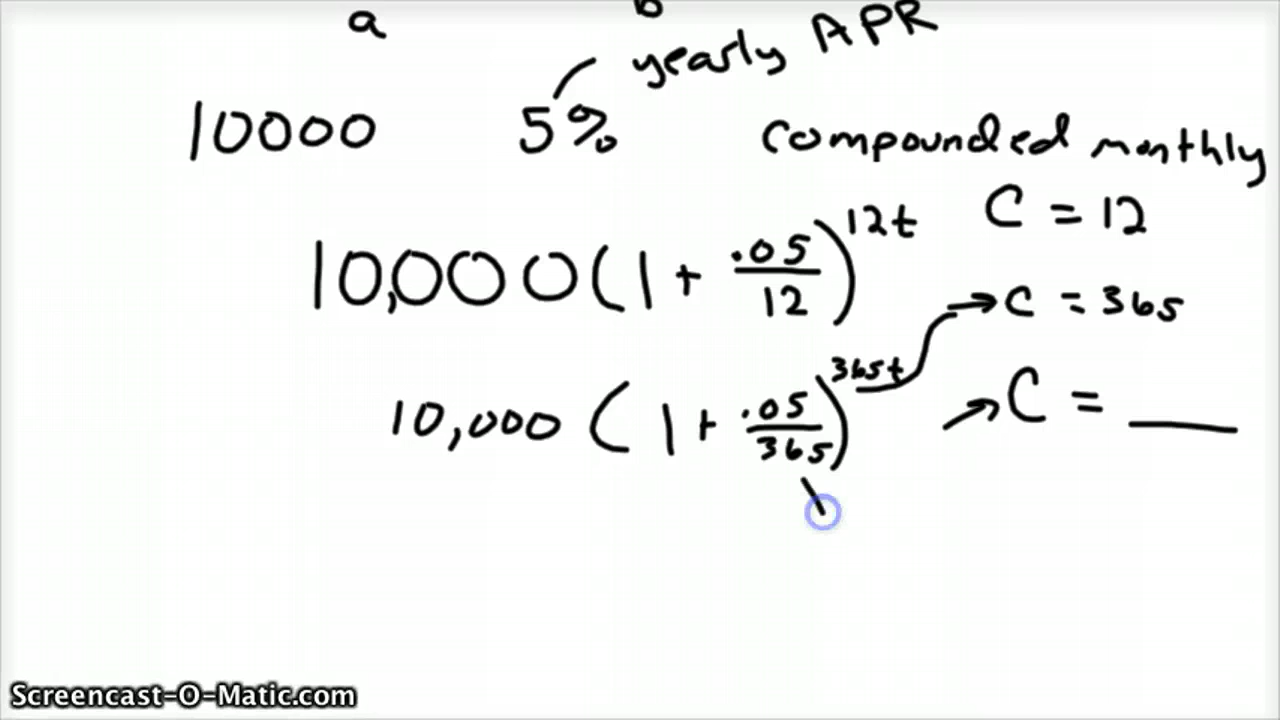 a b
5% yearly APR
10000 compounded monthly
10,000(1 + .05/12)^12t C = 12
C = 365
10,000 (1 + .05/365)^365t C = ____
Screencast-O-Matic.com